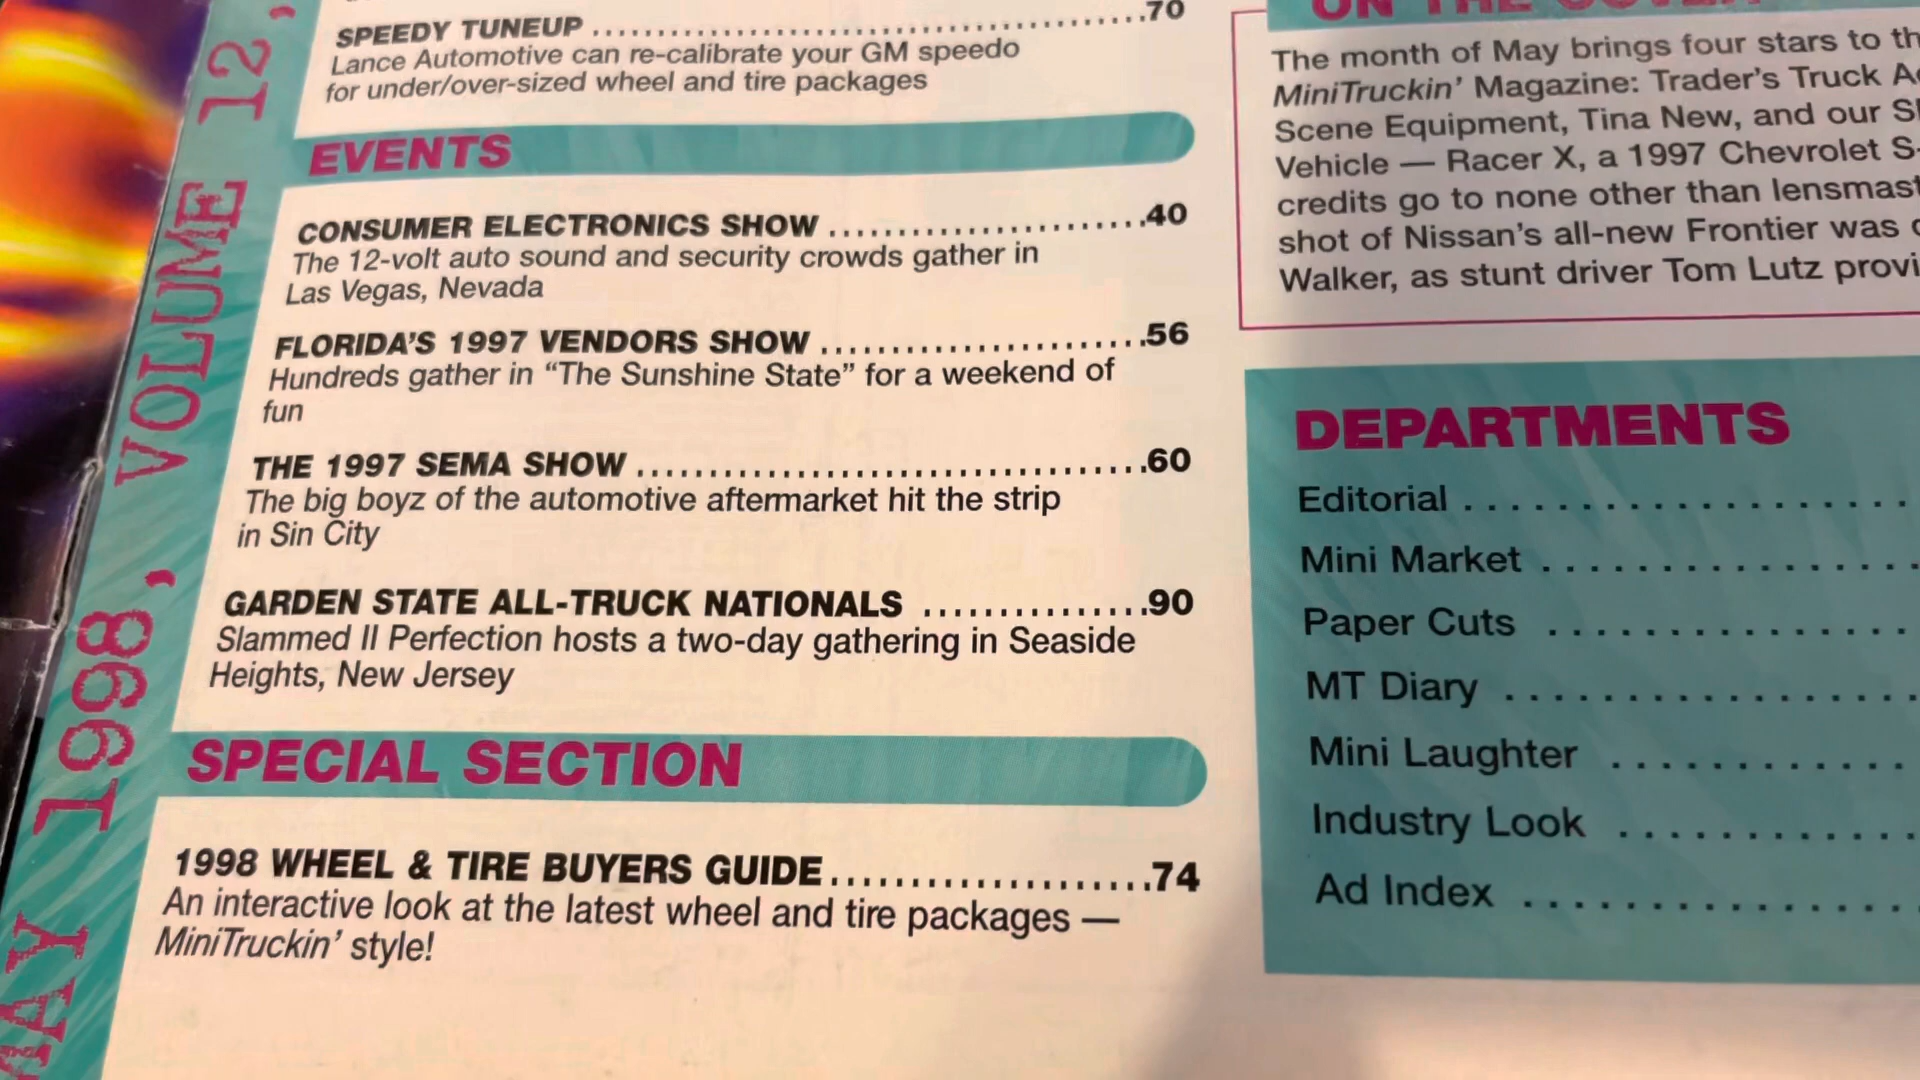 SPEEDY TUNEUP ........................................70
Lance Automotive can re-calibrate your GM speedo
for under/over-sized wheel and tire packages
EVENTS
CONSUMER ELECTRONICS SHOW .......................40
The 12-volt auto sound and security crowds gather in
Las Vegas, Nevada
FLORIDA'S 1997 VENDORS SHOW .......................56
Hundreds gather in “The Sunshine State” for a weekend of
fun
THE 1997 SEMA SHOW ....................................60
The big boyz of the automotive aftermarket hit the strip
in Sin City
GARDEN STATE ALL-TRUCK NATIONALS ................90
Slammed II Perfection hosts a two-day gathering in Seaside
Heights, New Jersey
SPECIAL SECTION
1998 WHEEL & TIRE BUYERS GUIDE.......................74
An interactive look at the latest wheel and tire packages —
MiniTruckin' style!
1998, VOLUME 12,
ON THE
The month of May brings four stars to
MiniTruckin' Magazine: Trader's Truck
Scene Equipment, Tina New, and our
Vehicle — Racer X, a 1997 Chevrolet
credits go to none other than
shot of Nissan's all-new Frontier was
Walker, as stunt driver Tom Lutz
DEPARTMENTS
Editorial ...................
Mini Market ................
Paper Cuts ................
MT Diary ..................
Mini Laughter .............
Industry Look .............
Ad Index .................